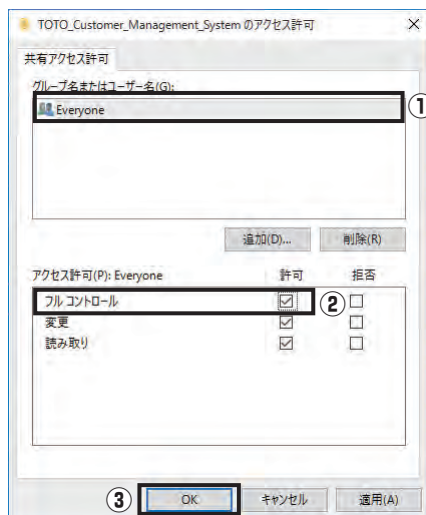 TOTO_Customer_Management_System のアクセス許可
共有アクセス許可
グループ名またはユーザー名(G):
Everyone
①
追加(D)...
削除(R)
アクセス許可(P): Everyone 許可 拒否
フル コントロール ②
変更
読み取り
③ OK キャンセル 適用(A)